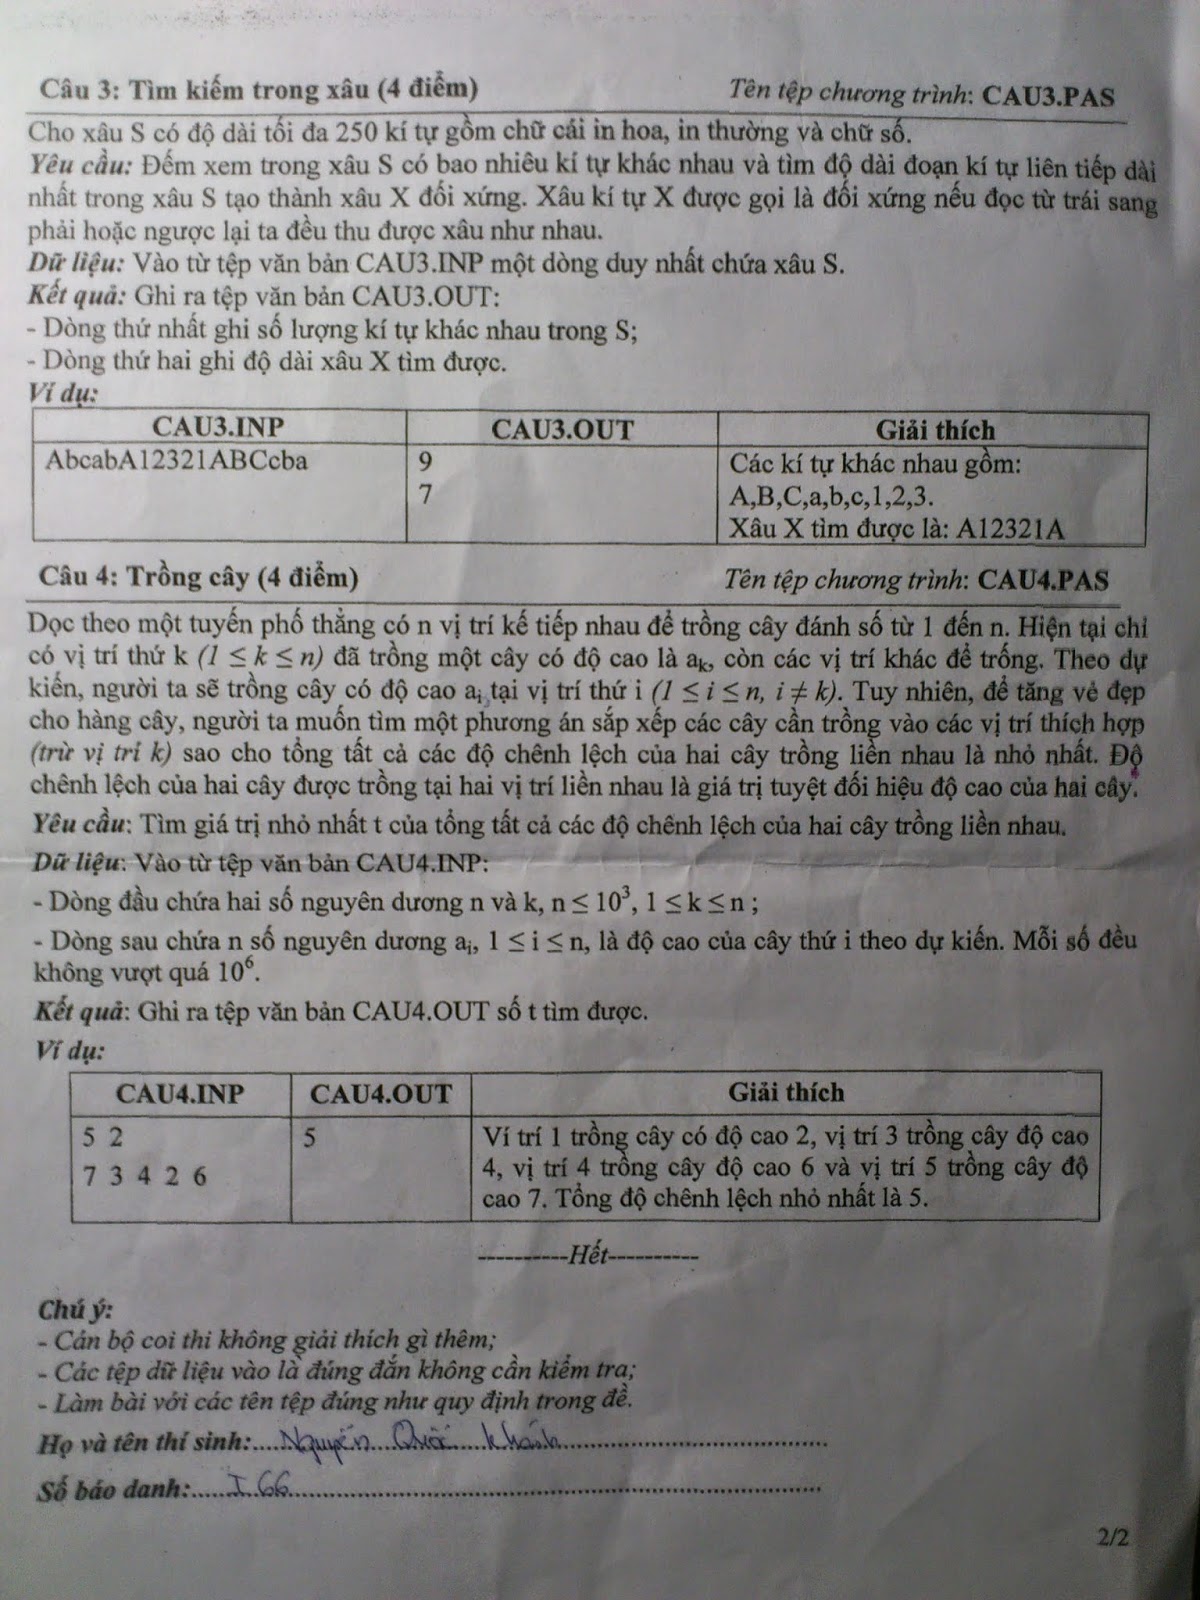 Câu 3: Tìm kiếm trong xâu (4 điểm) Tên tệp chương trình: CAU3.PAS
Cho xâu S có độ dài tối đa 250 kí tự gồm chữ cái in hoa, in thường và chữ số.
Yêu cầu: Đếm xem trong xâu S có bao nhiêu kí tự khác nhau và tìm độ dài đoạn kí tự liên tiếp dài
nhất trong xâu S tạo thành xâu X đối xứng. Xâu kí tự X được gọi là đối xứng nếu đọc từ trái sang
phải hoặc ngược lại ta đều thu được xâu như nhau.
Dữ liệu: Vào từ tệp văn bản CAU3.INP một dòng duy nhất chứa xâu S.
Kết quả: Ghi ra tệp văn bản CAU3.OUT:
- Dòng thứ nhất ghi số lượng kí tự khác nhau trong S;
- Dòng thứ hai ghi độ dài xâu X tìm được.
Ví dụ:
CAU3.INP CAU3.OUT Giải thích
AbcabA12321ABCcba 9 Các kí tự khác nhau gồm:
7 A,B,C,a,b,c,1,2,3.
Xâu X tìm được là: A12321A
Câu 4: Trồng cây (4 điểm) Tên tệp chương trình: CAU4.PAS
Dọc theo một tuyến phố thẳng có n vị trí kế tiếp nhau để trồng cây đánh số từ 1 đến n. Hiện tại chỉ
có vị trí thứ k (1 ≤ k ≤ n) đã trồng một cây có độ cao là aₖ, còn các vị trí khác để trống. Theo dự
kiến, người ta sẽ trồng cây có độ cao aᵢ tại vị trí thứ i (1 ≤ i ≤ n, i ≠ k). Tuy nhiên, để tăng vẻ đẹp
cho hàng cây, người ta muốn tìm một phương án sắp xếp các cây cần trồng vào các vị trí thích hợp
(trừ vị trí k) sao cho tổng tất cả các độ chênh lệch của hai cây trồng liền nhau là nhỏ nhất. Độ
chênh lệch của hai cây được trồng tại hai vị trí liền nhau là giá trị tuyệt đối hiệu độ cao của hai cây.
Yêu cầu: Tìm giá trị nhỏ nhất t của tổng tất cả các độ chênh lệch của hai cây trồng liền nhau.
Dữ liệu: Vào từ tệp văn bản CAU4.INP:
- Dòng đầu chứa hai số nguyên dương n và k, n ≤ 10³, 1 ≤ k ≤ n ;
- Dòng sau chứa n số nguyên dương aᵢ, 1 ≤ i ≤ n, là độ cao của cây thứ i theo dự kiến. Mỗi số đều
không vượt quá 10⁶.
Kết quả: Ghi ra tệp văn bản CAU4.OUT số t tìm được.
Ví dụ:
CAU4.INP CAU4.OUT Giải thích
5 2 5 Ví trí 1 trồng cây có độ cao 2, vị trí 3 trồng cây độ cao
7 3 4 2 6 4, vị trí 4 trồng cây độ cao 6 và vị trí 5 trồng cây độ
cao 7. Tổng độ chênh lệch nhỏ nhất là 5.
----------Hết----------
Chú ý:
- Cán bộ coi thi không giải thích gì thêm;
- Các tệp dữ liệu vào là đúng đắn không cần kiểm tra;
- Làm bài với các tên tệp đúng như quy định trong đề.
Họ và tên thí sinh:....Nguyễn Quốc Khánh....
Số báo danh:.....I 66.....
2/2